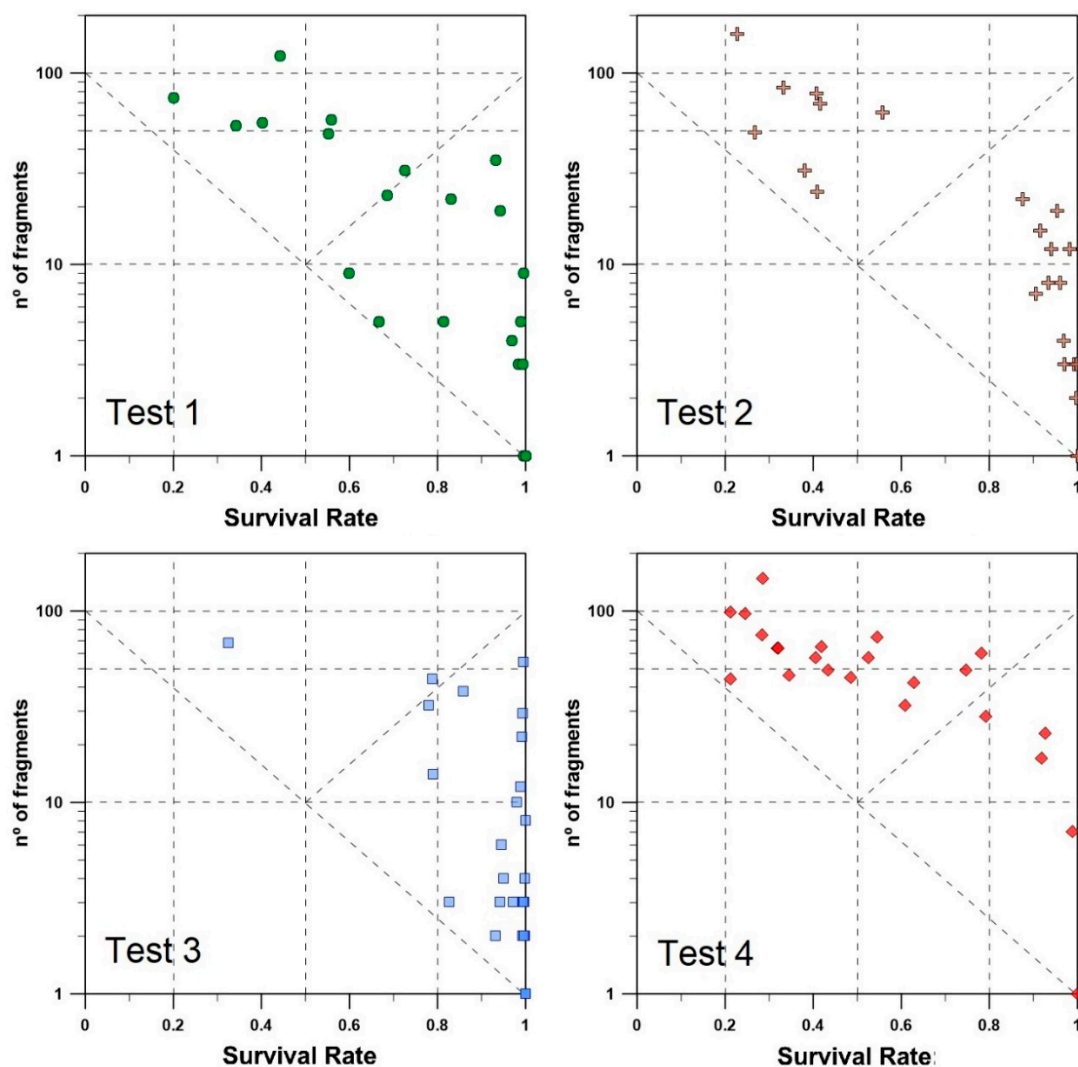 100
10
1
nº of fragments
Test 1
0 0.2 0.4 0.6 0.8 1
Survival Rate
100
10
1
nº of fragments
Test 2
0 0.2 0.4 0.6 0.8 1
Survival Rate
100
10
1
nº of fragments
Test 3
0 0.2 0.4 0.6 0.8 1
Survival Rate
100
10
1
nº of fragments
Test 4
0 0.2 0.4 0.6 0.8 1
Survival Rate: